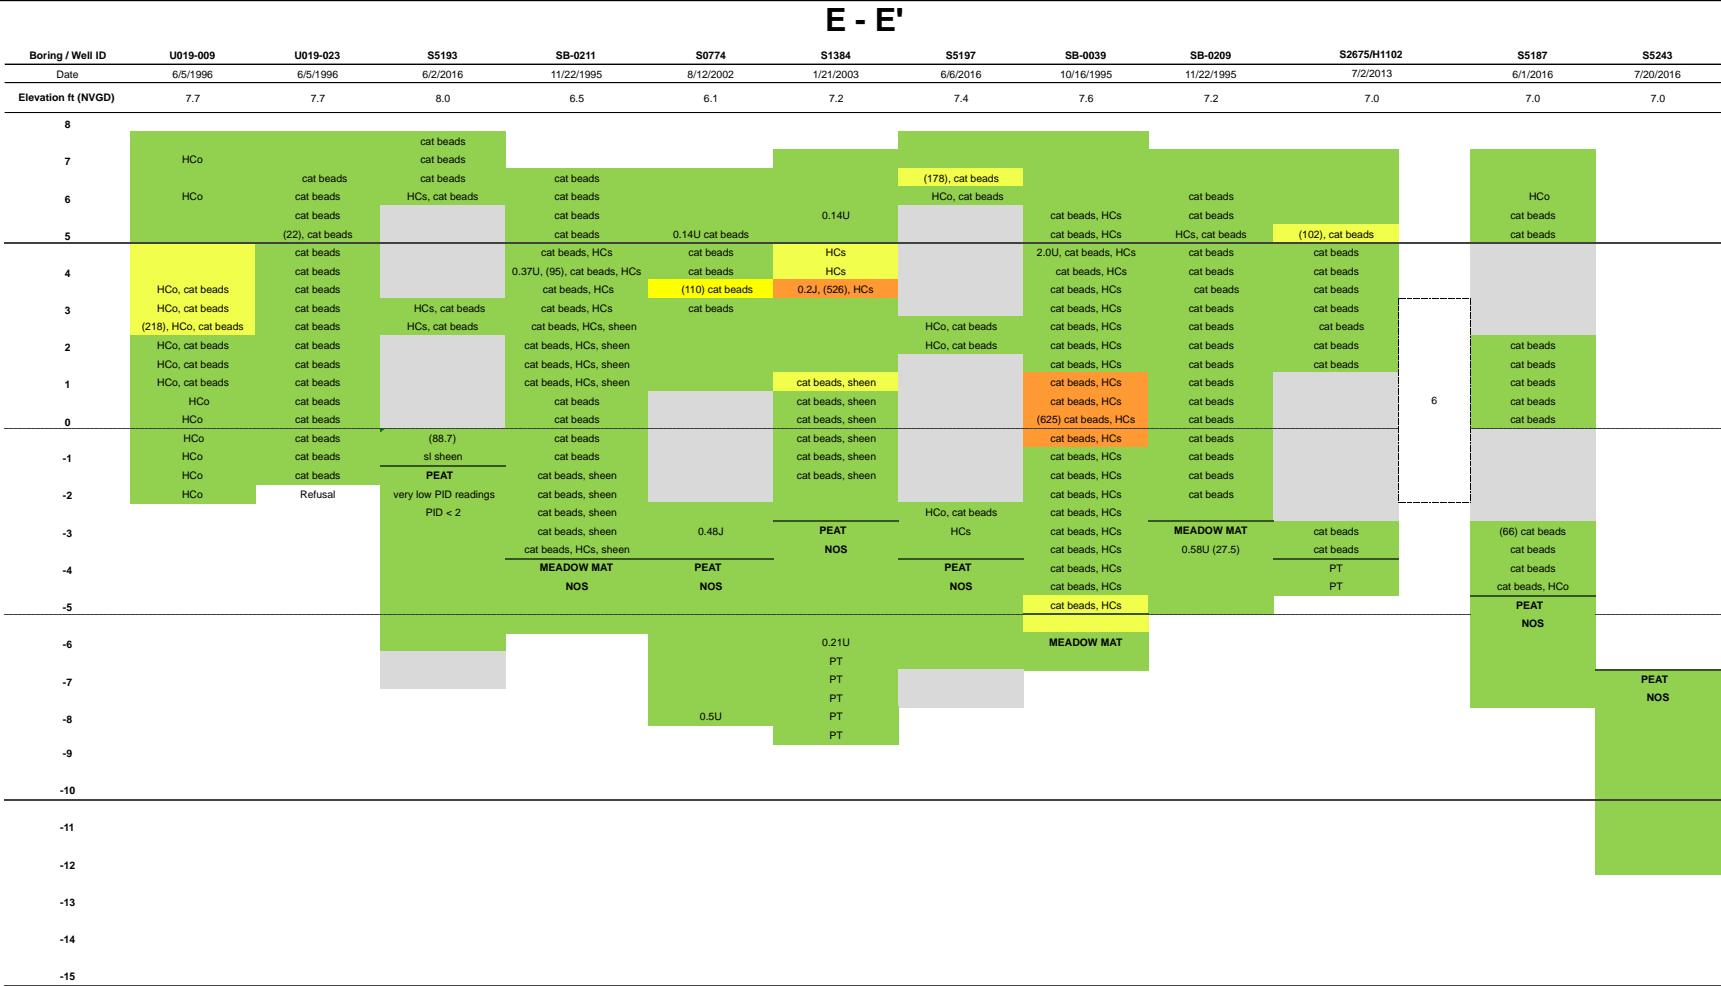 E - E'
Boring / Well ID U019-009 U019-023 S5193 SB-0211 S0774 S1384 S5197 SB-0039 SB-0209 S2675/H1102 S5187 S5243
Date 6/5/1996 6/5/1996 6/2/2016 11/22/1995 8/12/2002 1/21/2003 6/6/2016 10/16/1995 11/22/1995 7/2/2013 6/1/2016 7/20/2016
Elevation ft (NVGD) 7.7 7.7 8.0 6.5 6.1 7.2 7.4 7.6 7.2 7.0 7.0 7.0
8
cat beads
7 HCo cat beads
cat beads cat beads cat beads (178), cat beads
6 HCo cat beads HCs, cat beads cat beads HCo, cat beads cat beads HCo
cat beads cat beads 0.14U cat beads, HCs cat beads cat beads
5 (22), cat beads cat beads 0.14U cat beads cat beads, HCs HCs, cat beads (102), cat beads cat beads
cat beads cat beads, HCs cat beads HCs 2.0U, cat beads, HCs cat beads cat beads
4 cat beads 0.37U, (95), cat beads, HCs cat beads HCs cat beads, HCs cat beads cat beads
HCo, cat beads cat beads cat beads, HCs (110) cat beads 0.2J, (526), HCs cat beads, HCs cat beads cat beads
3 HCo, cat beads cat beads HCs, cat beads cat beads, HCs cat beads cat beads, HCs cat beads cat beads
(218), HCo, cat beads cat beads HCs, cat beads cat beads, HCs, sheen HCo, cat beads cat beads, HCs cat beads cat beads
2 HCo, cat beads cat beads cat beads, HCs, sheen HCo, cat beads cat beads, HCs cat beads cat beads cat beads
HCo, cat beads cat beads cat beads, HCs, sheen cat beads, HCs cat beads cat beads cat beads
1 HCo, cat beads cat beads cat beads, HCs, sheen cat beads, sheen cat beads, HCs cat beads cat beads
HCo cat beads cat beads cat beads, sheen cat beads, HCs cat beads 6 cat beads
0 HCo cat beads cat beads cat beads, sheen (625) cat beads, HCs cat beads cat beads
HCo cat beads (88.7) cat beads cat beads, sheen cat beads, HCs cat beads
-1 HCo cat beads sl sheen cat beads cat beads, sheen cat beads, HCs cat beads
HCo cat beads PEAT cat beads, sheen cat beads, sheen cat beads, HCs cat beads
-2 HCo Refusal very low PID readings cat beads, sheen cat beads, HCs cat beads
PID < 2 cat beads, sheen HCo, cat beads cat beads, HCs
-3 cat beads, sheen 0.48J PEAT HCs cat beads, HCs MEADOW MAT cat beads (66) cat beads
cat beads, HCs, sheen NOS cat beads, HCs 0.58U (27.5) cat beads cat beads
-4 MEADOW MAT PEAT PEAT cat beads, HCs PT cat beads
NOS NOS NOS cat beads, HCs PT cat beads, HCo
-5 cat beads, HCs PEAT
NOS
-6 0.21U MEADOW MAT
PT
-7 PT PEAT
PT NOS
-8 0.5U PT
PT
-9
-10
-11
-12
-13
-14
-15